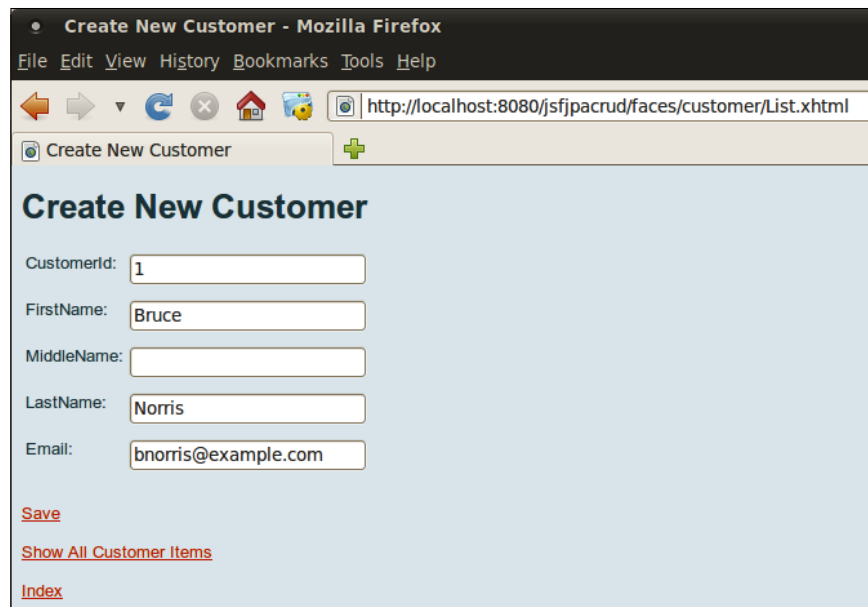 Create New Customer - Mozilla Firefox
File Edit View History Bookmarks Tools Help
http://localhost:8080/jsfjpacrud/faces/customer/List.xhtml
Create New Customer
Create New Customer
CustomerId: 1
FirstName: Bruce
MiddleName:
LastName: Norris
Email: bnorris@example.com
Save
Show All Customer Items
Index